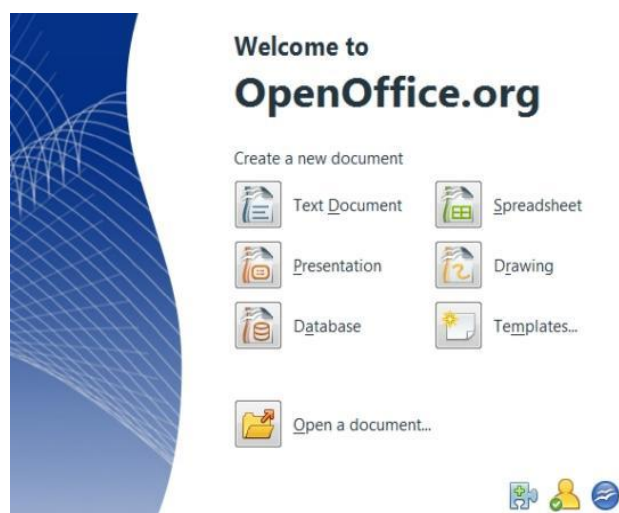 Welcome to
OpenOffice.org
Create a new document
Text Document
Spreadsheet
Presentation
Drawing
Database
Templates...
Open a document...